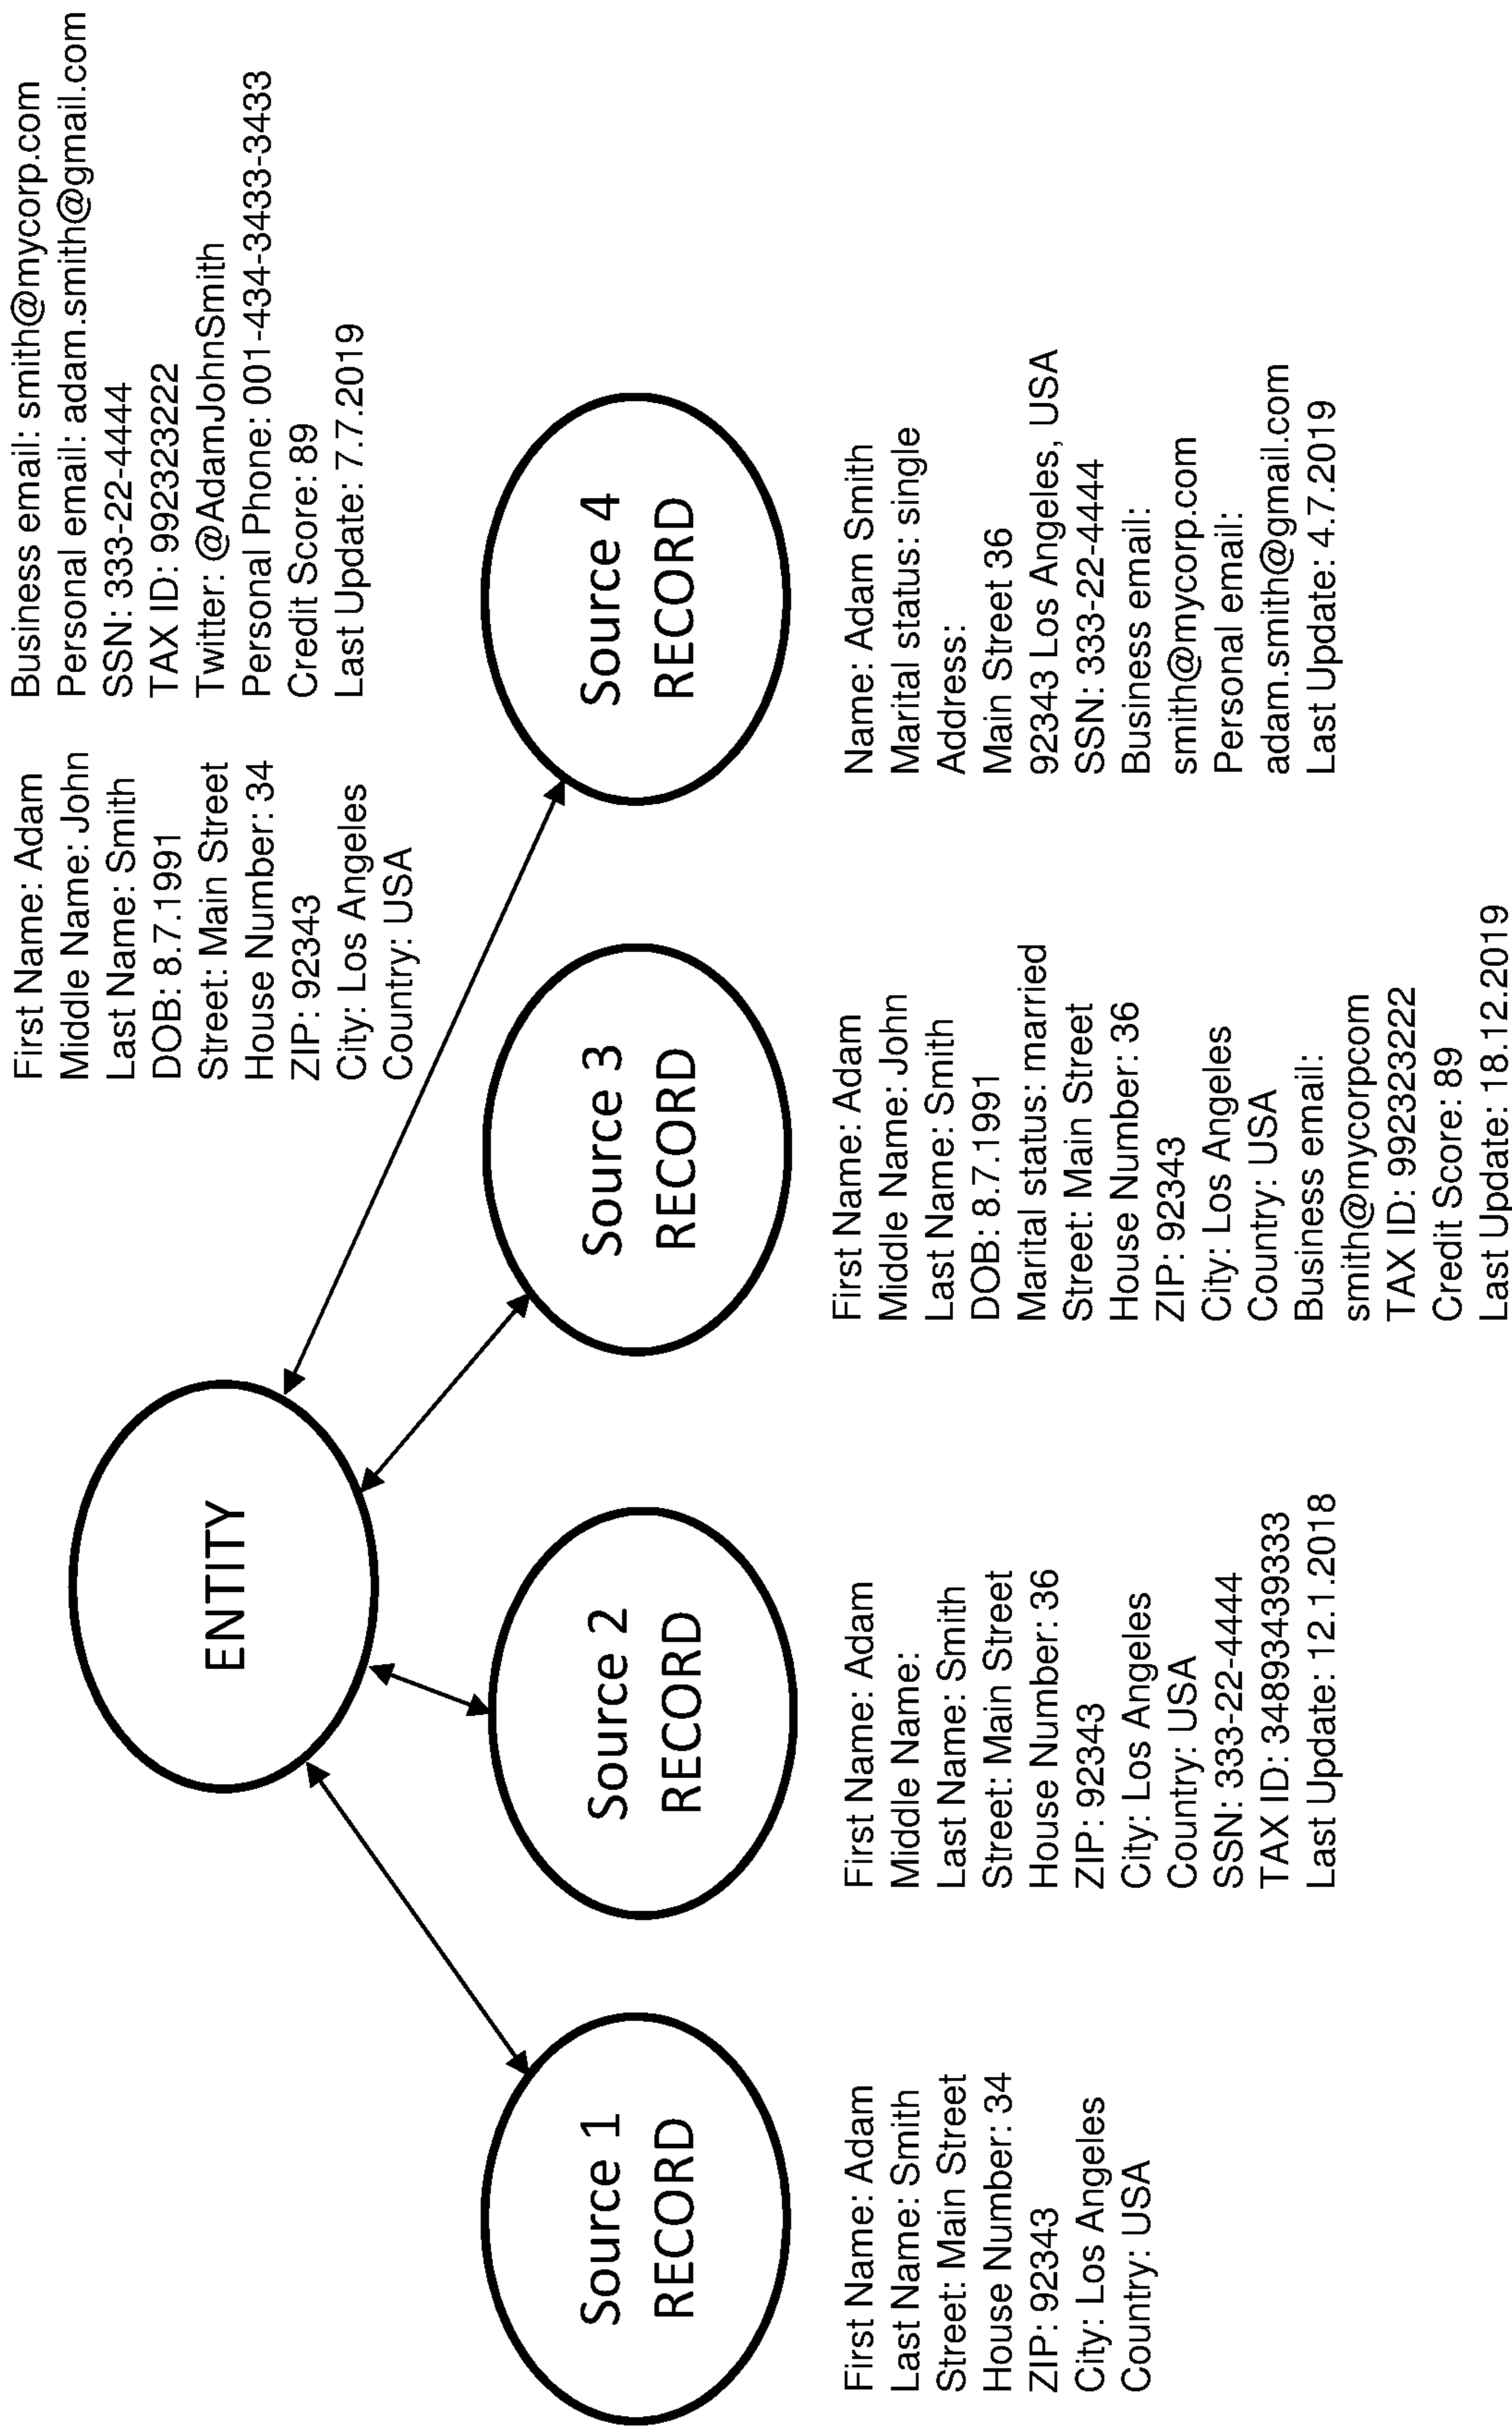 First Name: Adam
Middle Name: John
Last Name: Smith
DOB: 8.7.1991
Street: Main Street
House Number: 34
ZIP: 92343
City: Los Angeles
Country: USA
Business email: smith@mycorp.com
Personal email: adam.smith@gmail.com
SSN: 333-22-4444
TAX ID: 992323222
Twitter: @AdamJohnSmith
Personal Phone: 001-434-3433-3433
Credit Score: 89
Last Update: 7.7.2019
ENTITY
Source 1
RECORD
Source 2
RECORD
Source 3
RECORD
Source 4
RECORD
First Name: Adam
Last Name: Smith
Street: Main Street
House Number: 34
ZIP: 92343
City: Los Angeles
Country: USA
First Name: Adam
Middle Name:
Last Name: Smith
Street: Main Street
House Number: 36
ZIP: 92343
City: Los Angeles
Country: USA
SSN: 333-22-4444
TAX ID: 34893439333
Last Update: 12.1.2018
First Name: Adam
Middle Name: John
Last Name: Smith
DOB: 8.7.1991
Marital status: married
Street: Main Street
House Number: 36
ZIP: 92343
City: Los Angeles
Country: USA
Business email:
smith@mycorpcom
TAX ID: 992323222
Credit Score: 89
Last Update: 18.12.2019
Name: Adam Smith
Marital status: single
Address:
Main Street 36
92343 Los Angeles, USA
SSN: 333-22-4444
Business email:
smith@mycorp.com
Personal email:
adam.smith@gmail.com
Last Update: 4.7.2019